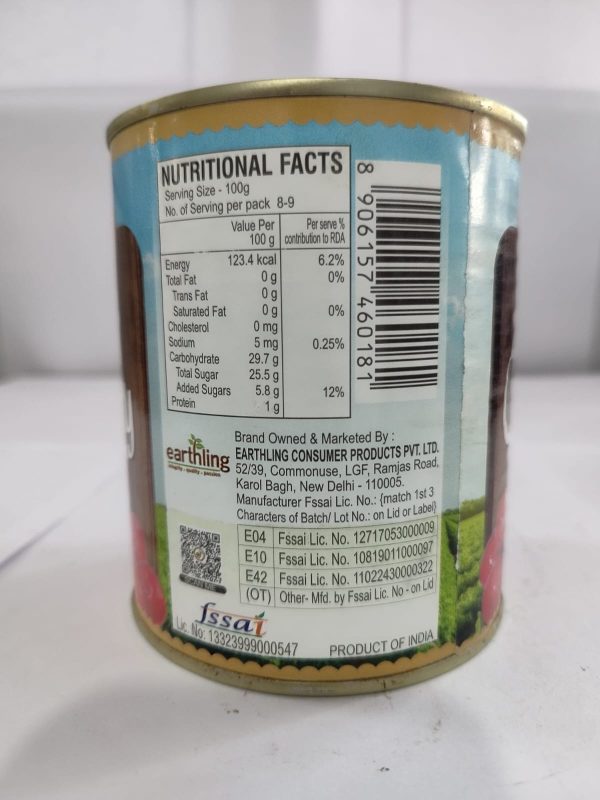 NUTRITIONAL FACTS
Serving Size - 100g
No. of Serving per pack 8-9
Value Per 100 g Per serve % contribution to RDA
Energy 123.4 kcal 6.2%
Total Fat 0 g 0%
Trans Fat 0 g
Saturated Fat 0 g 0%
Cholesterol 0 mg
Sodium 5 mg 0.25%
Carbohydrate 29.7 g
Total Sugar 25.5 g
Added Sugars 5.8 g 12%
Protein 1 g
8 906157 460181
earthling
integrity - quality - passion
Brand Owned & Marketed By :
EARTHLING CONSUMER PRODUCTS PVT. LTD.
52/39, Commonuse, LGF, Ramjas Road,
Karol Bagh, New Delhi - 110005.
Manufacturer Fssai Lic. No.: {match 1st 3
Characters of Batch/ Lot No.: on Lid or Label}
E04 Fssai Lic. No. 12717053000009
E10 Fssai Lic. No. 10819011000097
E42 Fssai Lic. No. 11022430000322
(OT) Other- Mfd. by Fssai Lic. No - on Lid
SCAN ME
fssai
Lic. No: 13323999000547
PRODUCT OF INDIA